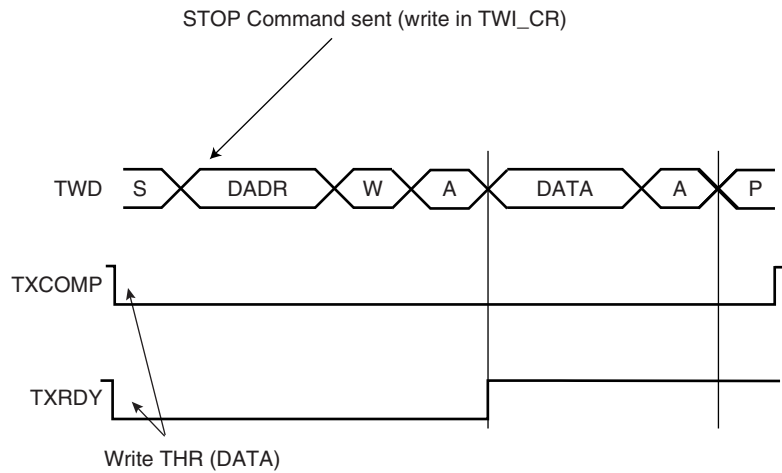 STOP Command sent (write in TWI_CR)
TWD S DADR W A DATA A P
TXCOMP
TXRDY
Write THR (DATA)